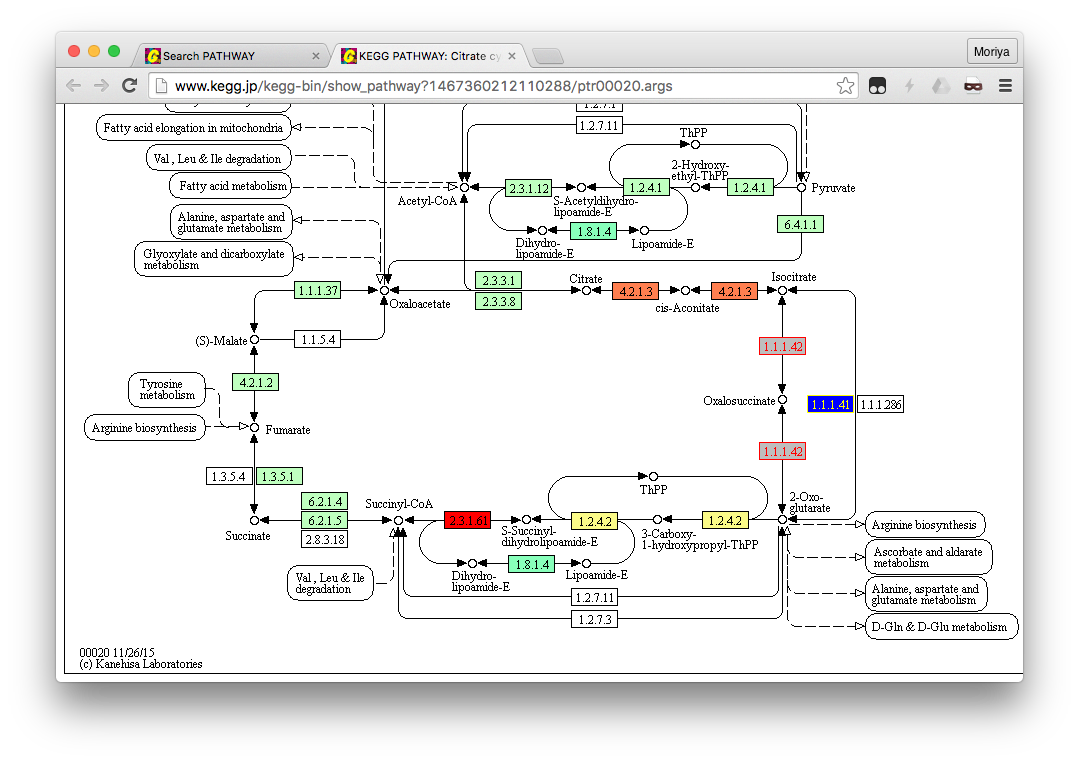 Search PATHWAY
KEGG PATHWAY: Citrate cy
Moriya
www.kegg.jp/kegg-bin/show_pathway?1467360212110288/ptr00020.args
1.2.7.1
Fatty acid elongation in mitochondria
1.2.7.11
ThPP
Val, Leu & Ile degradation
2-Hydroxy-
ethyl-ThPP
Fatty acid metabolism
2.3.1.12
1.2.4.1
1.2.4.1
Pyruvate
Acetyl-CoA
S-Acetyldihydro-
lipoamide-E
Alanine, aspartate and
glutamate metabolism
6.4.1.1
1.8.1.4
Dihydro-
lipoamide-E
Lipoamide-E
Glyoxylate and dicarboxylate
metabolism
2.3.3.1
Citrate
Isocitrate
1.1.1.37
4.2.1.3
4.2.1.3
Oxaloacetate
2.3.3.8
cis-Aconitate
(S)-Malate
1.1.5.4
1.1.1.42
4.2.1.2
Tyrosine
metabolism
Oxalosuccinate
1.1.1.41
1.1.1.286
Arginine biosynthesis
Fumarate
1.1.1.42
1.3.5.4
1.3.5.1
ThPP
6.2.1.4
Succinyl-CoA
2-Oxo-
glutarate
6.2.1.5
2.3.1.61
1.2.4.2
1.2.4.2
Arginine biosynthesis
Succinate
2.8.3.18
S-Succinyl-
dihydrolipoamide-E
3-Carboxy-
1-hydroxypropyl-ThPP
Ascorbate and aldarate
metabolism
1.8.1.4
Val, Leu & Ile
degradation
Dihydro-
lipoamide-E
Lipoamide-E
Alanine, aspartate and
glutamate metabolism
1.2.7.11
1.2.7.3
D-Gln & D-Glu metabolism
00020 11/26/15
(c) Kanehisa Laboratories